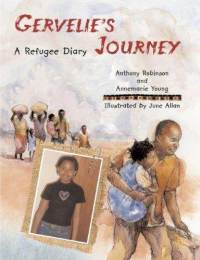 GERVELIE'S
JOURNEY
A Refugee Diary
Anthony Robinson
and
Annemarie Young
Illustrated by June Allan